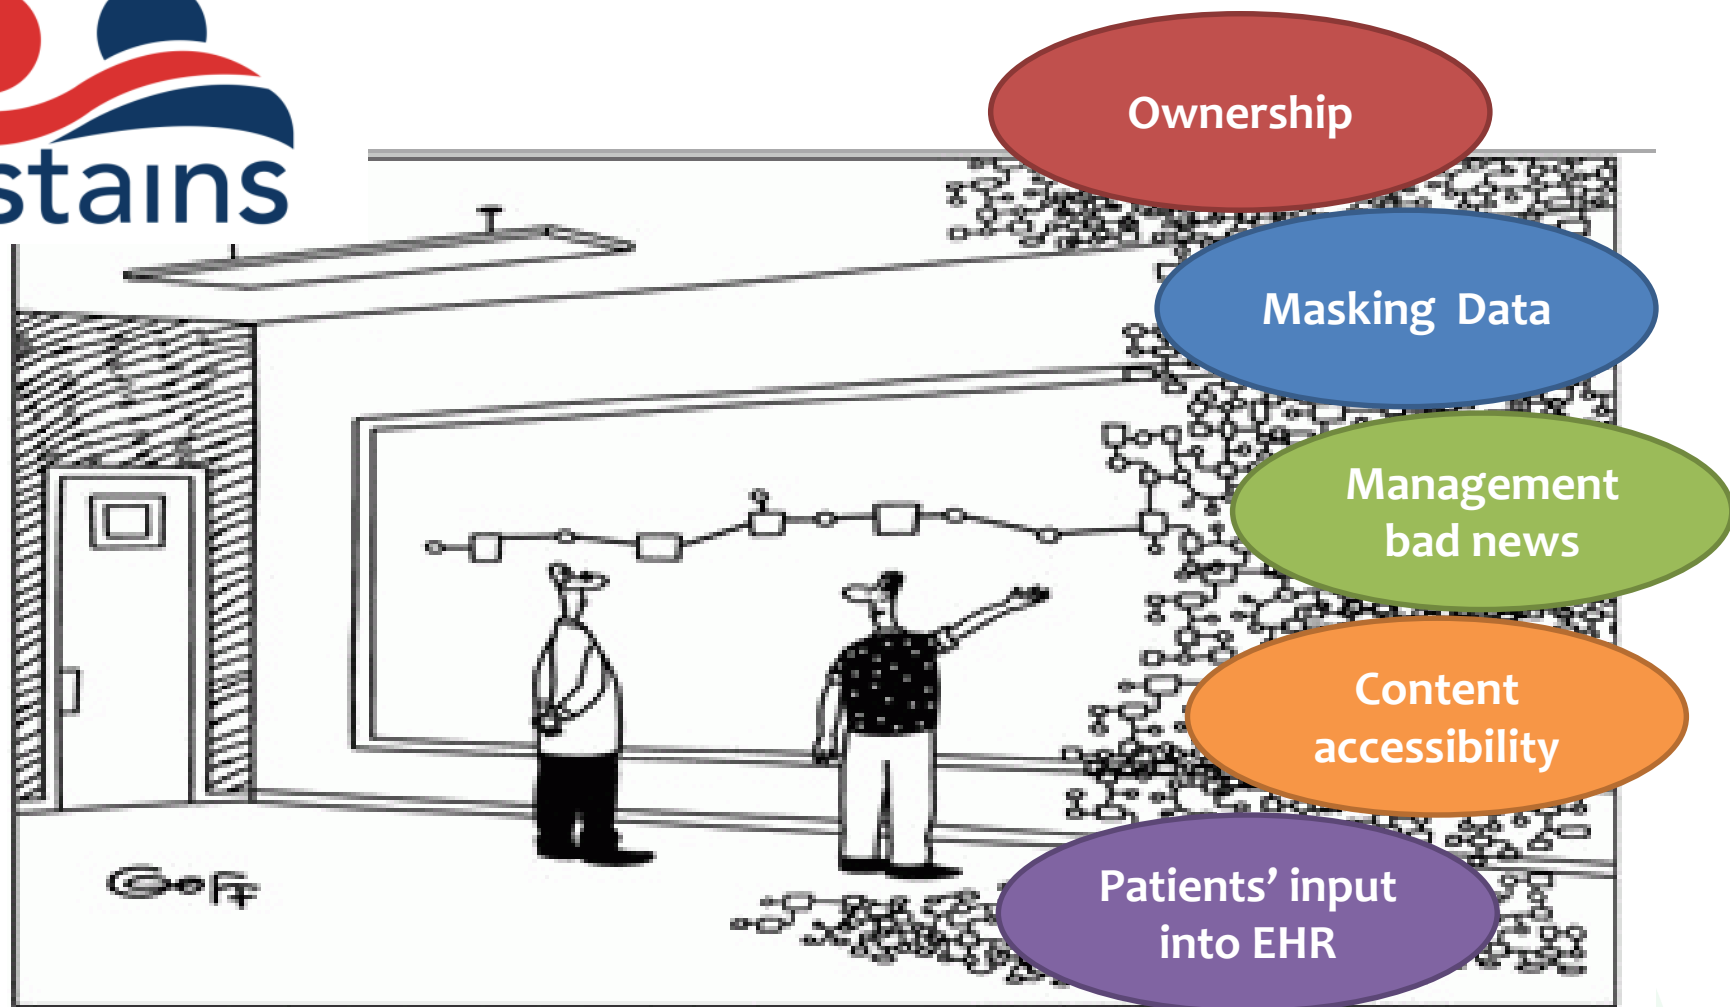 stains
Ownership
Masking Data
Management
bad news
Content
accessibility
Patients’ input
into EHR
GOFF